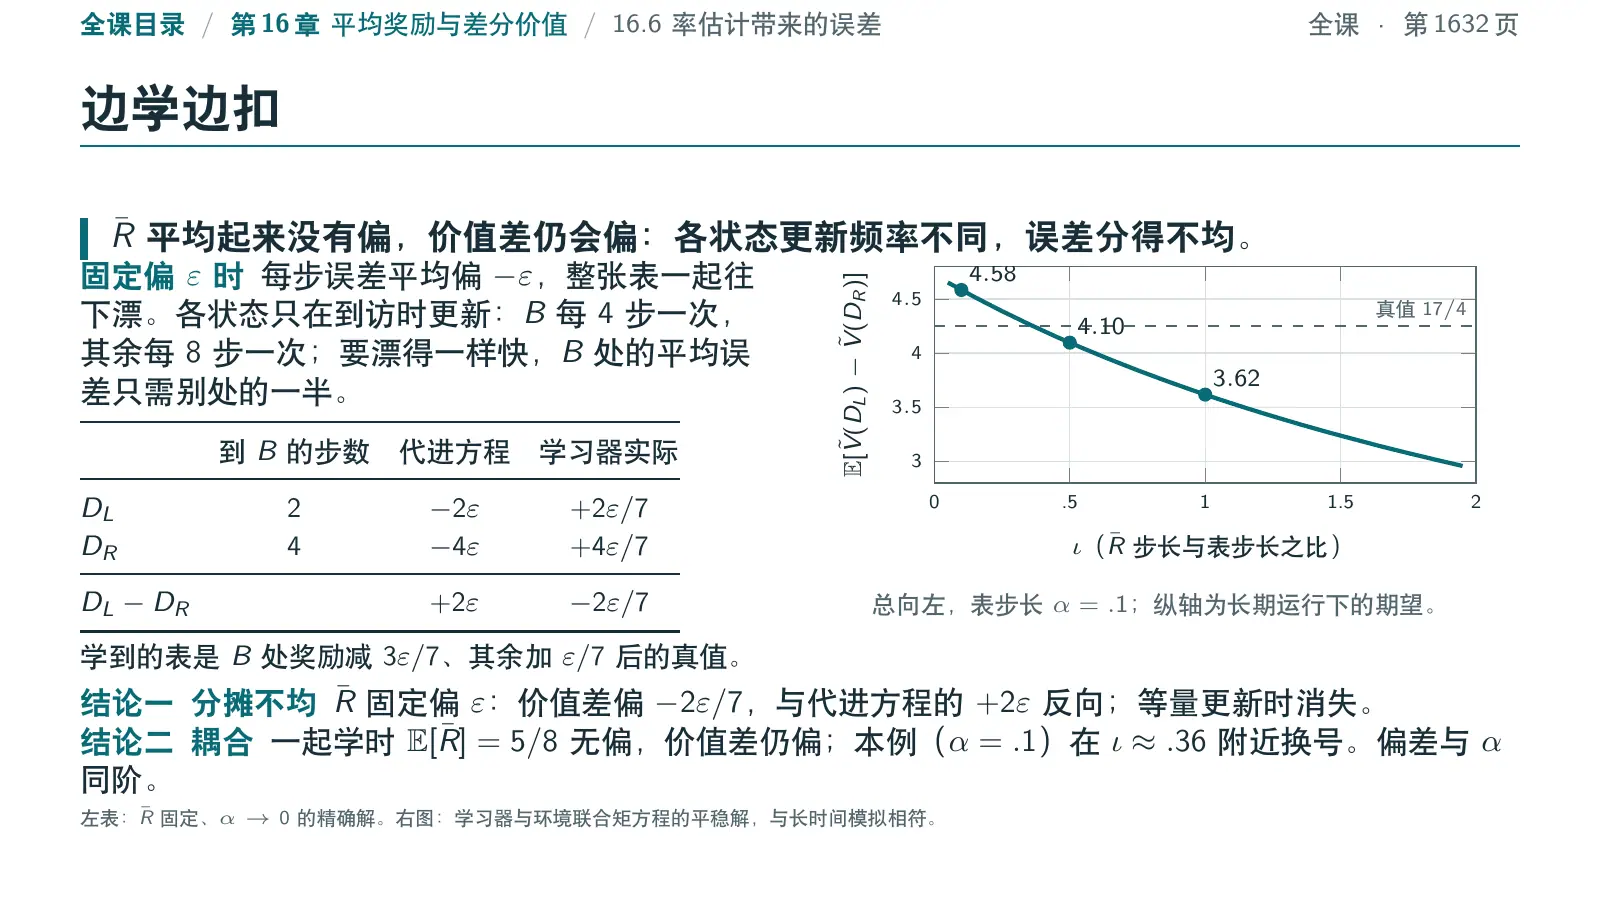 全课目录 / 第 16 章 平均奖励与差分价值 / 16.6 率估计带来的误差
全课 · 第 1632 页
边学边扣
R̄ 平均起来没有偏，价值差仍会偏：各状态更新频率不同，误差分得不均。
固定偏 ε 时 每步误差平均偏 −ε，整张表一起往
下漂。各状态只在到访时更新：B 每 4 步一次，
其余每 8 步一次；要漂得一样快，B 处的平均误
差只需别处的一半。
到 B 的步数 代进方程 学习器实际
D_L 2 −2ε +2ε/7
D_R 4 −4ε +4ε/7
D_L − D_R +2ε −2ε/7
学到的表是 B 处奖励减 3ε/7、其余加 ε/7 后的真值。
𝔼[Ṽ(D_L) − Ṽ(D_R)]
4.5
4
3.5
3
4.58
4.10
3.62
真值 17/4
0 .5 1 1.5 2
ι（R̄ 步长与表步长之比）
总向左，表步长 α = .1；纵轴为长期运行下的期望。
结论一 分摊不均 R̄ 固定偏 ε：价值差偏 −2ε/7，与代进方程的 +2ε 反向；等量更新时消失。
结论二 耦合 一起学时 𝔼[R̄] = 5/8 无偏，价值差仍偏；本例（α = .1）在 ι ≈ .36 附近换号。偏差与 α
同阶。
左表：R̄ 固定、α → 0 的精确解。右图：学习器与环境联合矩方程的平稳解，与长时间模拟相符。